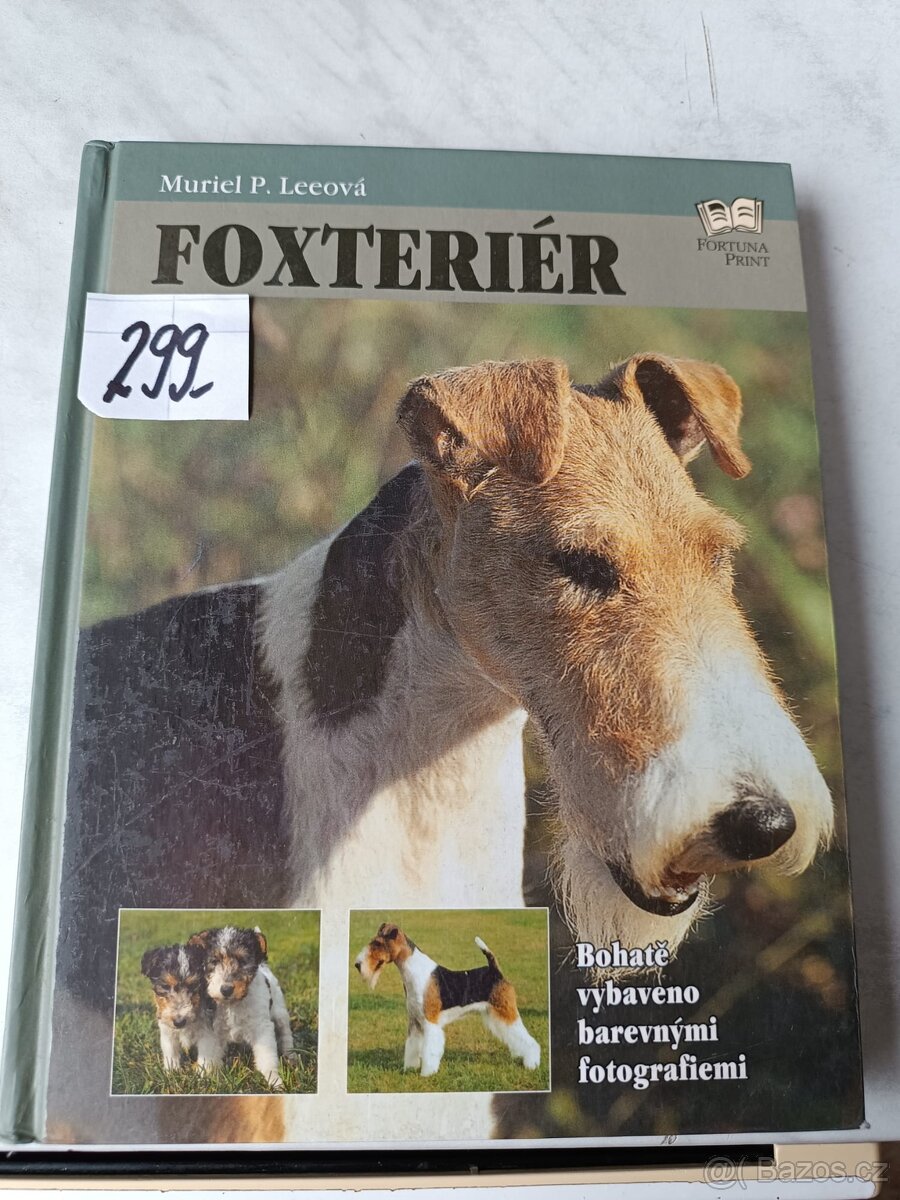 Muriel P. Leeová
FOXTERIÉR
FORTUNA
PRINT
299,-
Bohatě
vybaveno
barevnými
fotografiemi
@( Bazos.cz